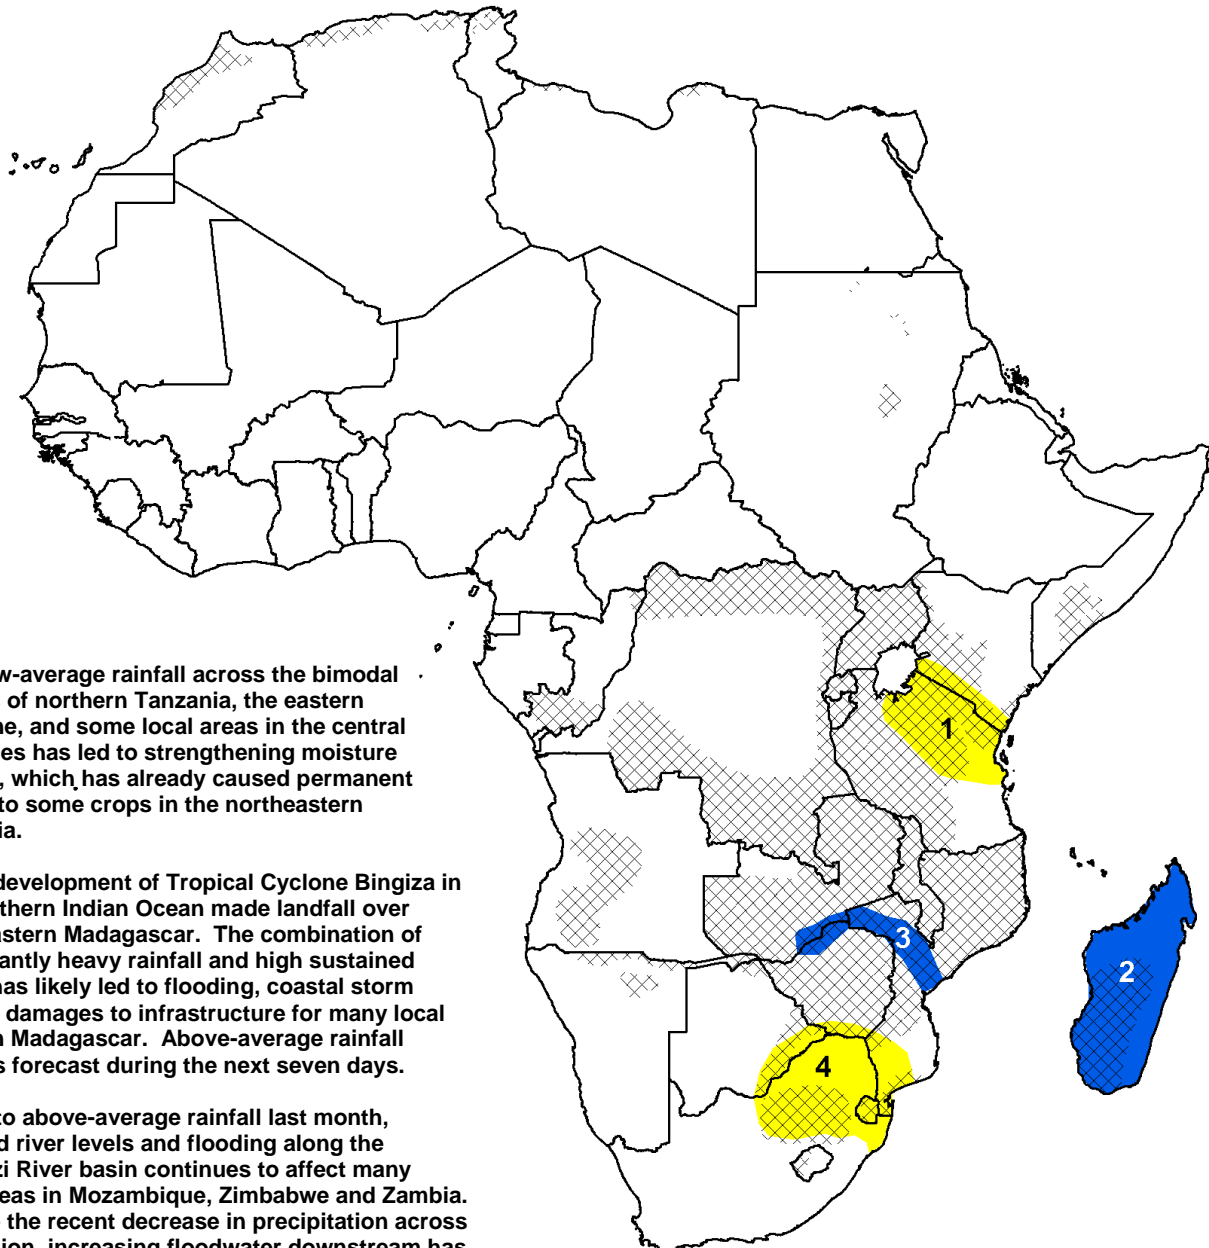 w-average rainfall across the bimodal
of northern Tanzania, the eastern
ne, and some local areas in the central
es has led to strengthening moisture
, which has already caused permanent
to some crops in the northeastern
ia.
development of Tropical Cyclone Bingiza in
thern Indian Ocean made landfall over
astern Madagascar. The combination of
antly heavy rainfall and high sustained
has likely led to flooding, coastal storm
damages to infrastructure for many local
n Madagascar. Above-average rainfall
s forecast during the next seven days.
to above-average rainfall last month,
d river levels and flooding along the
zi River basin continues to affect many
eas in Mozambique, Zimbabwe and Zambia.
the recent decrease in precipitation across
ion, increasing floodwater downstream has
1
2
3
4